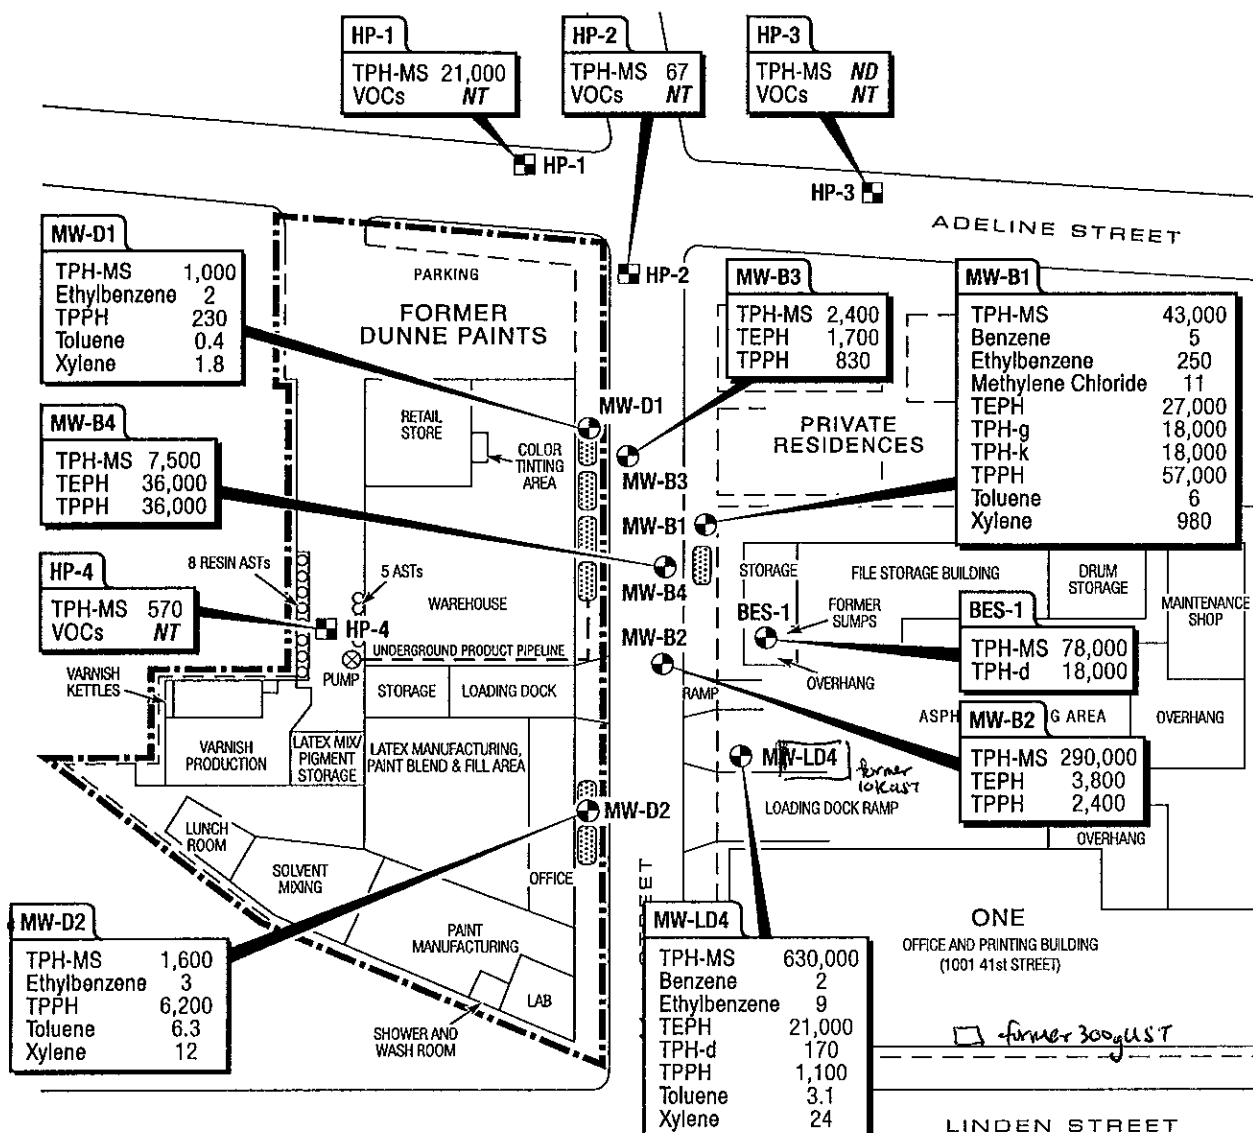 HP-1
TPH-MS 21,000
VOCs NT
HP-2
TPH-MS 67
VOCs NT
HP-3
TPH-MS ND
VOCs NT
HP-1
HP-3
ADELINE STREET
HP-2
MW-D1
TPH-MS 1,000
Ethylbenzene 2
TPPH 230
Toluene 0.4
Xylene 1.8
PARKING
FORMER
DUNNE PAINTS
MW-B3
TPH-MS 2,400
TEPH 1,700
TPPH 830
MW-B1
TPH-MS 43,000
Benzene 5
Ethylbenzene 250
Methylene Chloride 11
TEPH 27,000
TPH-g 18,000
TPH-k 18,000
TPPH 57,000
Toluene 6
Xylene 980
MW-B4
TPH-MS 7,500
TEPH 36,000
TPPH 36,000
RETAIL
STORE
COLOR
TINTING
AREA
MW-D1
MW-B3
PRIVATE
RESIDENCES
MW-B1
HP-4
TPH-MS 570
VOCs NT
8 RESIN ASTs
5 ASTs
WAREHOUSE
HP-4
UNDERGROUND PRODUCT PIPELINE
PUMP
MW-B4
MW-B2
STORAGE
FILE STORAGE BUILDING
DRUM
STORAGE
MAINTENANCE
SHOP
BES-1
FORMER
SUMPS
OVERHANG
BES-1
TPH-MS 78,000
TPH-d 18,000
VARNISH
KETTLES
STORAGE
LOADING DOCK
RAMP
VARNISH
PRODUCTION
LATEX MIX/
PIGMENT
STORAGE
LATEX MANUFACTURING,
PAINT BLEND & FILL AREA
ASPH G AREA
OVERHANG
MW-B2
TPH-MS 290,000
TEPH 3,800
TPPH 2,400
MW-LD4
former
10K UST
LOADING DOCK RAMP
OVERHANG
MW-D2
LUNCH
ROOM
SOLVENT
MIXING
OFFICE
STREET
PAINT
MANUFACTURING
LAB
SHOWER AND
WASH ROOM
MW-D2
TPH-MS 1,600
Ethylbenzene 3
TPPH 6,200
Toluene 6.3
Xylene 12
MW-LD4
TPH-MS 630,000
Benzene 2
Ethylbenzene 9
TEPH 21,000
TPH-d 170
TPPH 1,100
Toluene 3.1
Xylene 24
ONE
OFFICE AND PRINTING BUILDING
(1001 41st STREET)
former 300g UST
LINDEN STREET